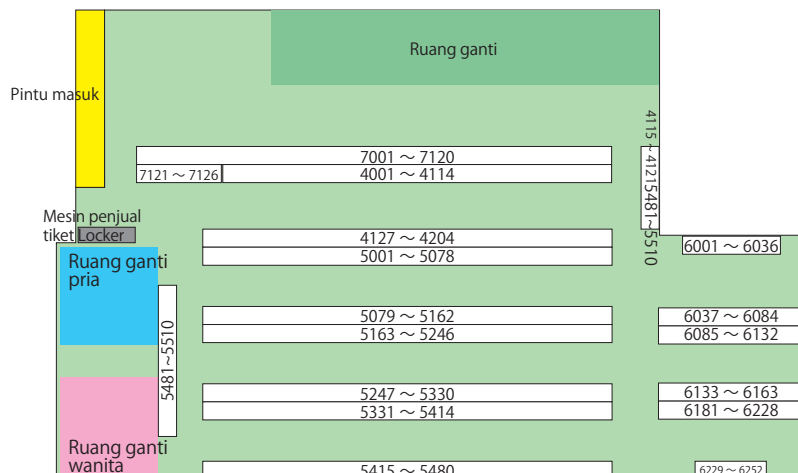 Ruang ganti
Pintu masuk
4115 ~ 41215481~5510
7001 ～ 7120
7121 ～ 7126
4001 ～ 4114
Mesin penjual
tiket Locker
4127 ～ 4204
5001 ～ 5078
6001 ～ 6036
Ruang ganti
pria
5481~5510
5079 ～ 5162
5163 ～ 5246
6037 ～ 6084
6085 ～ 6132
5247 ～ 5330
5331 ～ 5414
6133 ～ 6163
6181 ～ 6228
Ruang ganti
wanita
5415 ～ 5480
6229 ～ 6252